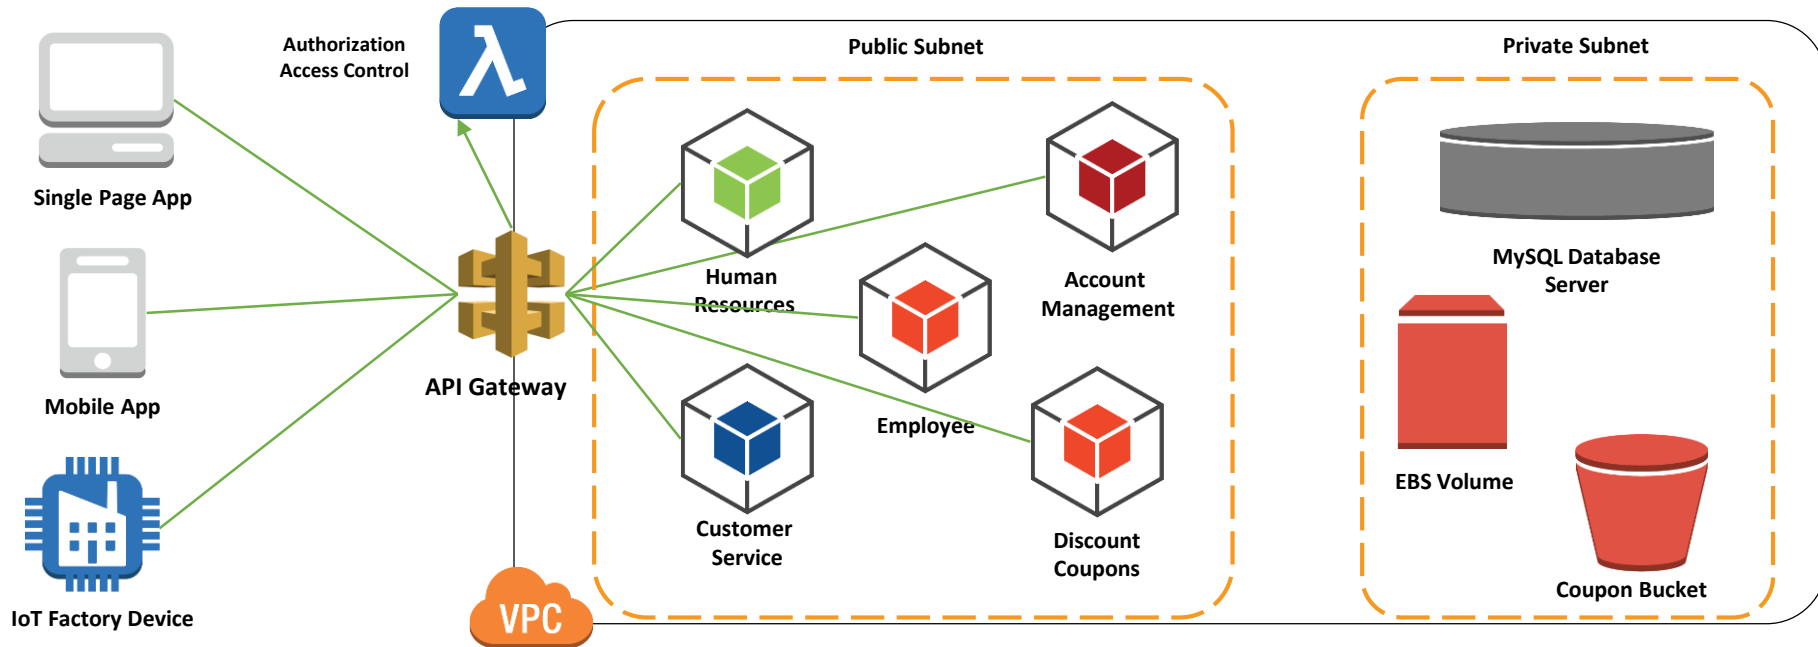 Authorization
Access Control
Public Subnet
Private Subnet
Single Page App
Human
Resources
Account
Management
MySQL Database
Server
Mobile App
API Gateway
Employee
EBS Volume
Customer
Service
Discount
Coupons
Coupon Bucket
IoT Factory Device
VPC